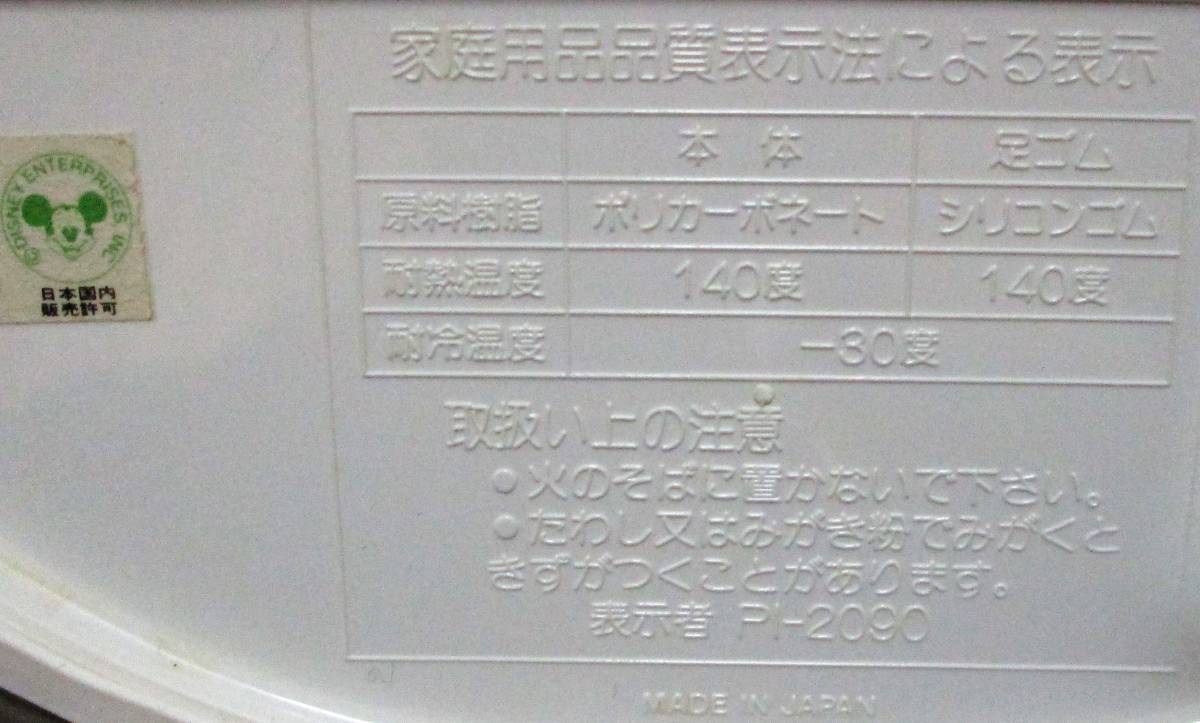 家庭用品品質表示法による表示
本体 足ゴム
原料樹脂 ポリカーボネート シリコンゴム
耐熱温度 140度 140度
耐冷温度 -30度
取扱い上の注意
●火のそばに置かないで下さい。
●たわし又はみがき粉でみがくと
きずがつくことがあります。
表示者 PI-2090
MADE IN JAPAN
©DISNEY ENTERPRISES INC
日本国内
販売許可